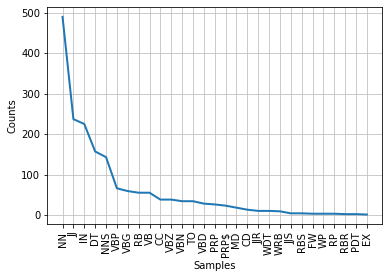 500
400
300
200
100
0
Counts
NN
JJ
IN
DT
NNS
VBP
VBG
RB
VB
CC
VBZ
VBN
TO
VBD
PRP
PRP$
MD
CD
JJR
WDT
WRB
JJS
RBS
FW
WP
RP
RBR
PDT
EX
Samples